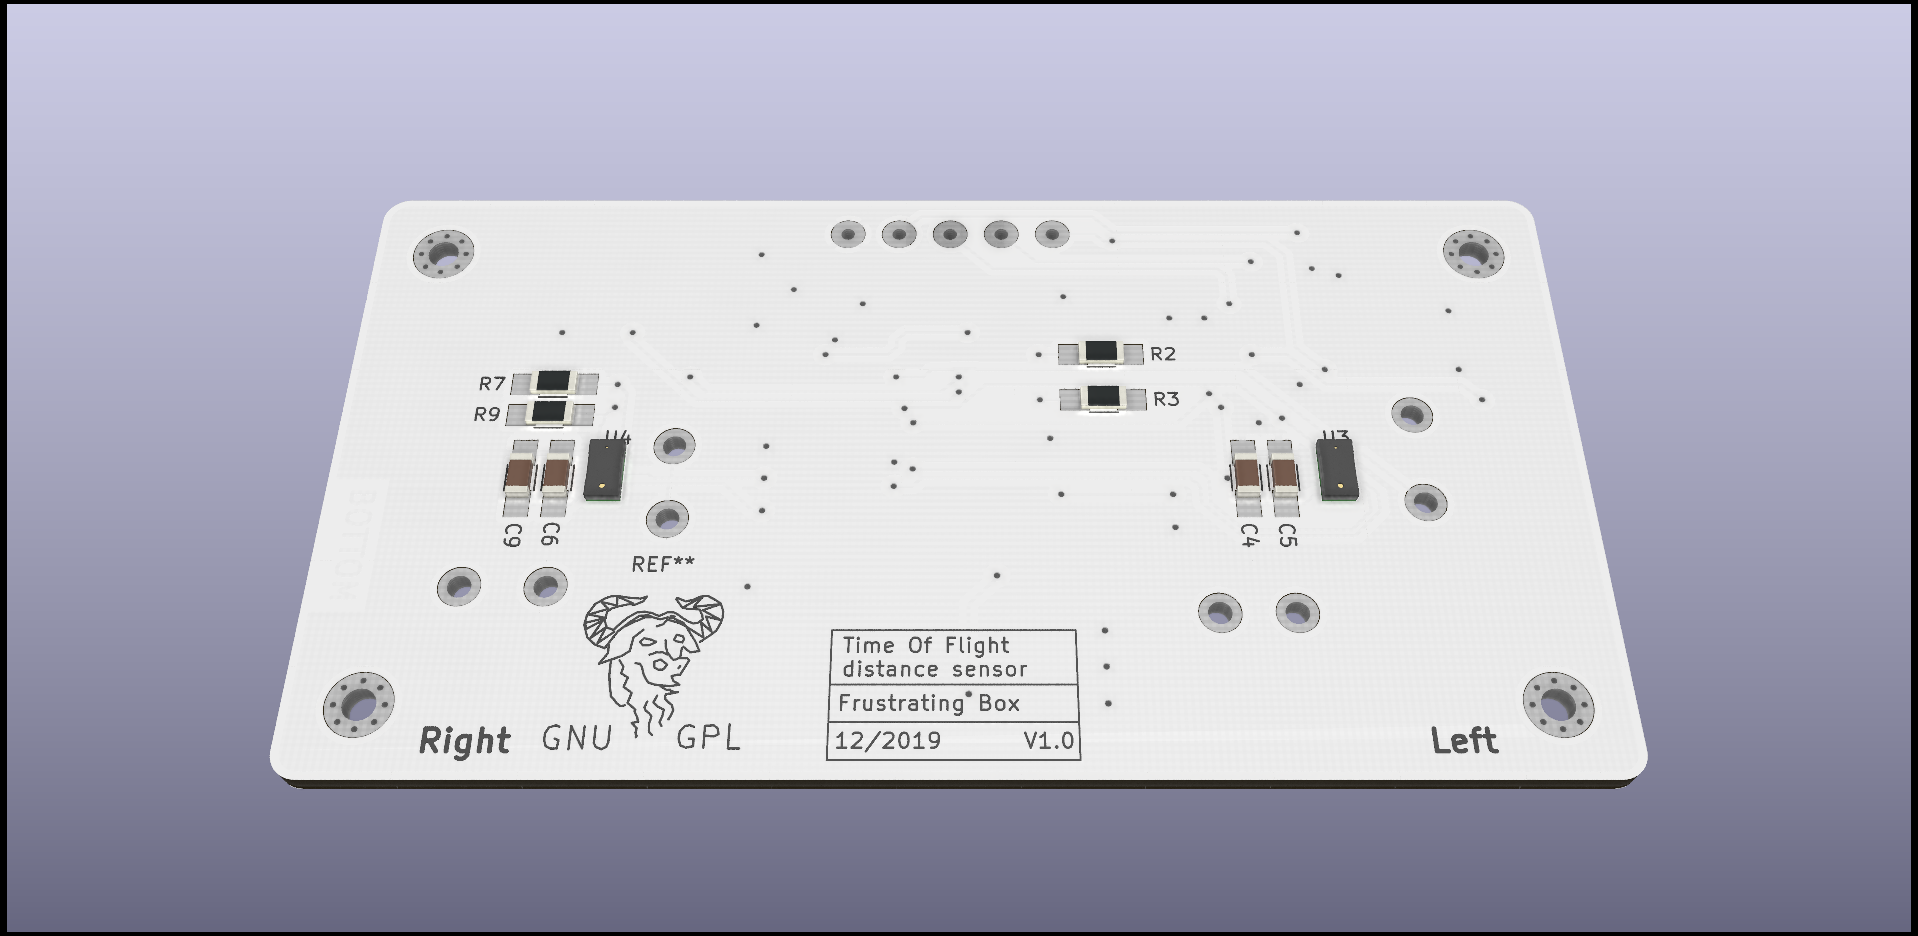 R2
R7
R3
R9
U4
U3
C9
C6
C4
C5
REF**
BOTTOM
Time Of Flight
distance sensor
Frustrating Box
12/2019 V1.0
Right
GNU GPL
Left